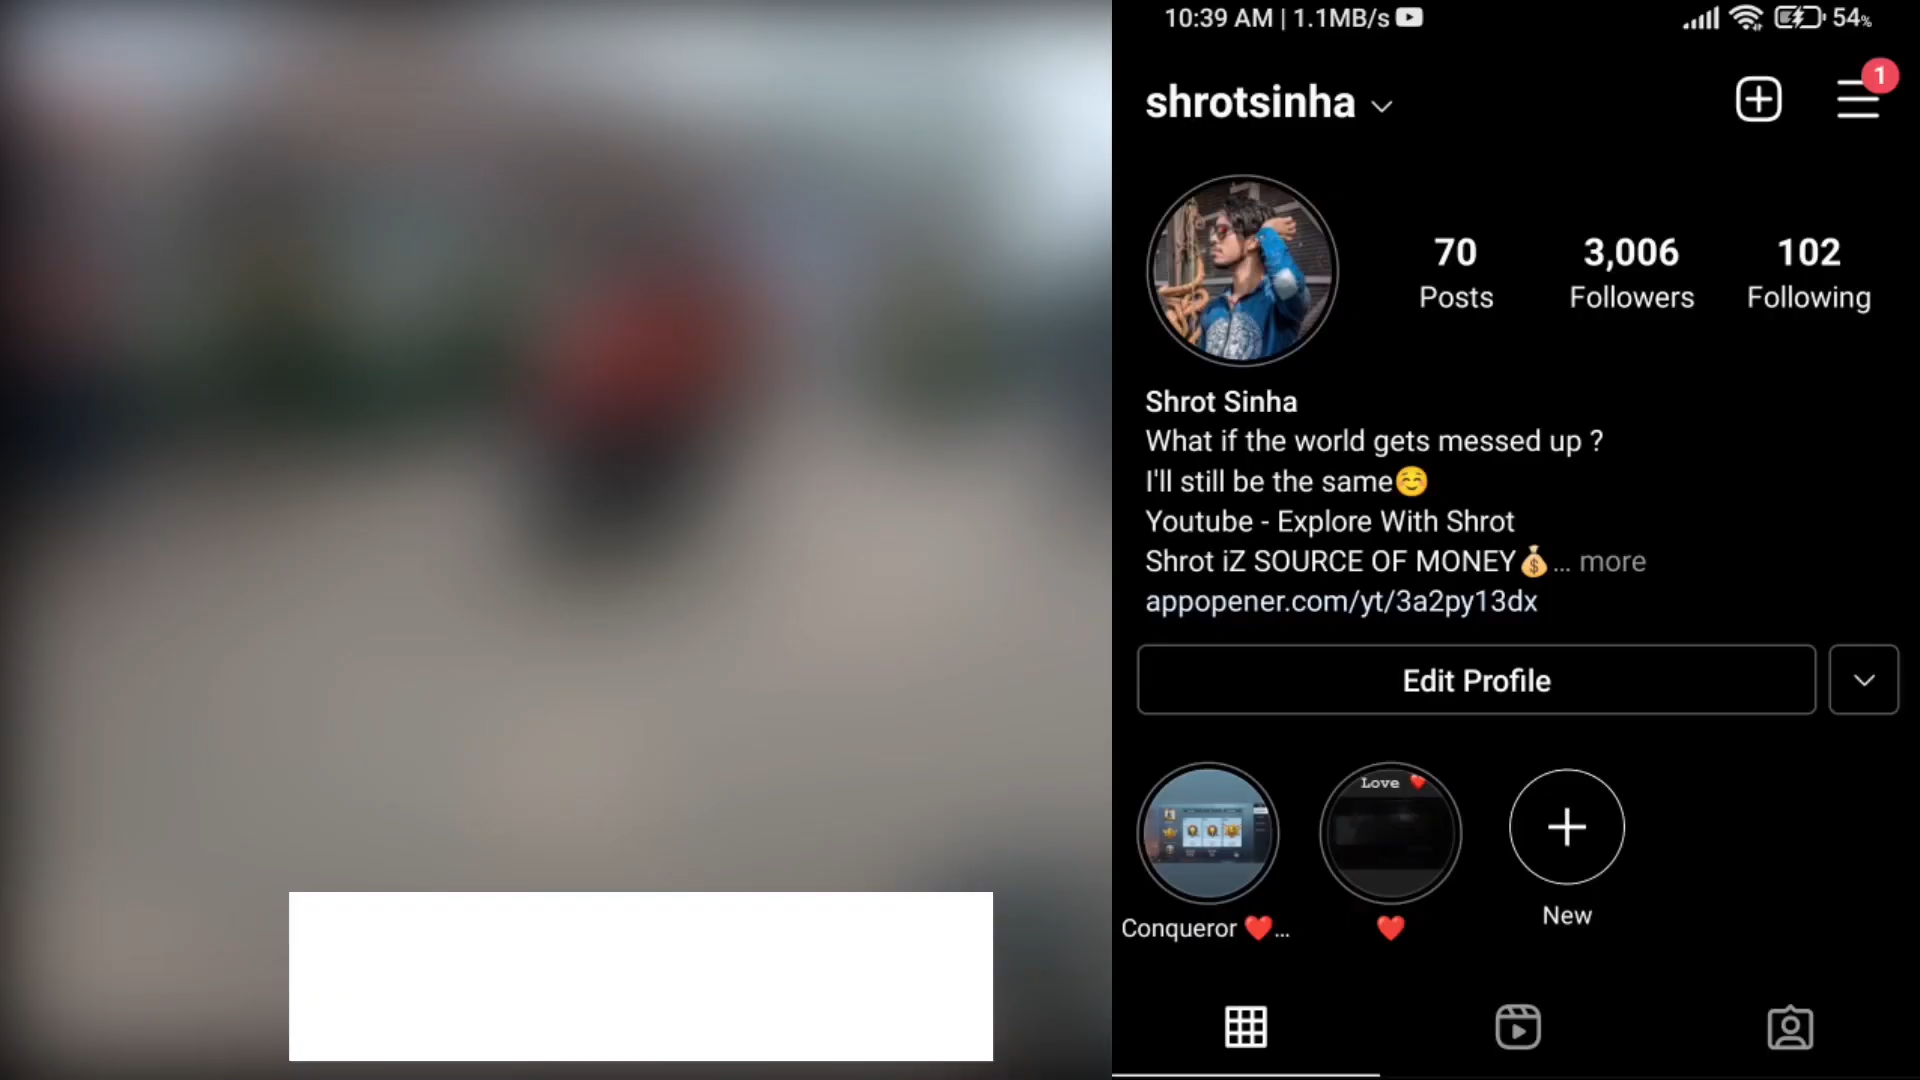 10:39 AM | 1.1MB/s
54%
shrotsinha
1
70
Posts
3,006
Followers
102
Following
Shrot Sinha
What if the world gets messed up ?
I'll still be the same☺️
Youtube - Explore With Shrot
Shrot iZ SOURCE OF MONEY💰... more
appopener.com/yt/3a2py13dx
Edit Profile
Love ❤️
Conqueror ❤️...
❤️
New